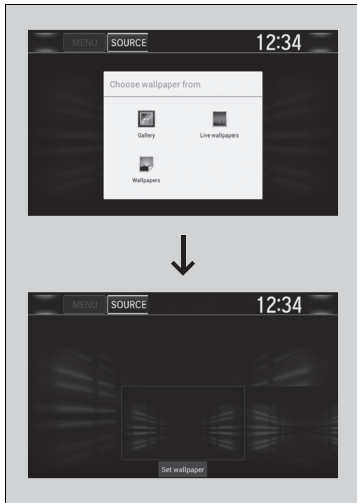 MENU SOURCE 12:34
Choose wallpaper from
Gallery Live wallpapers
Wallpapers
MENU SOURCE 12:34
Set wallpaper